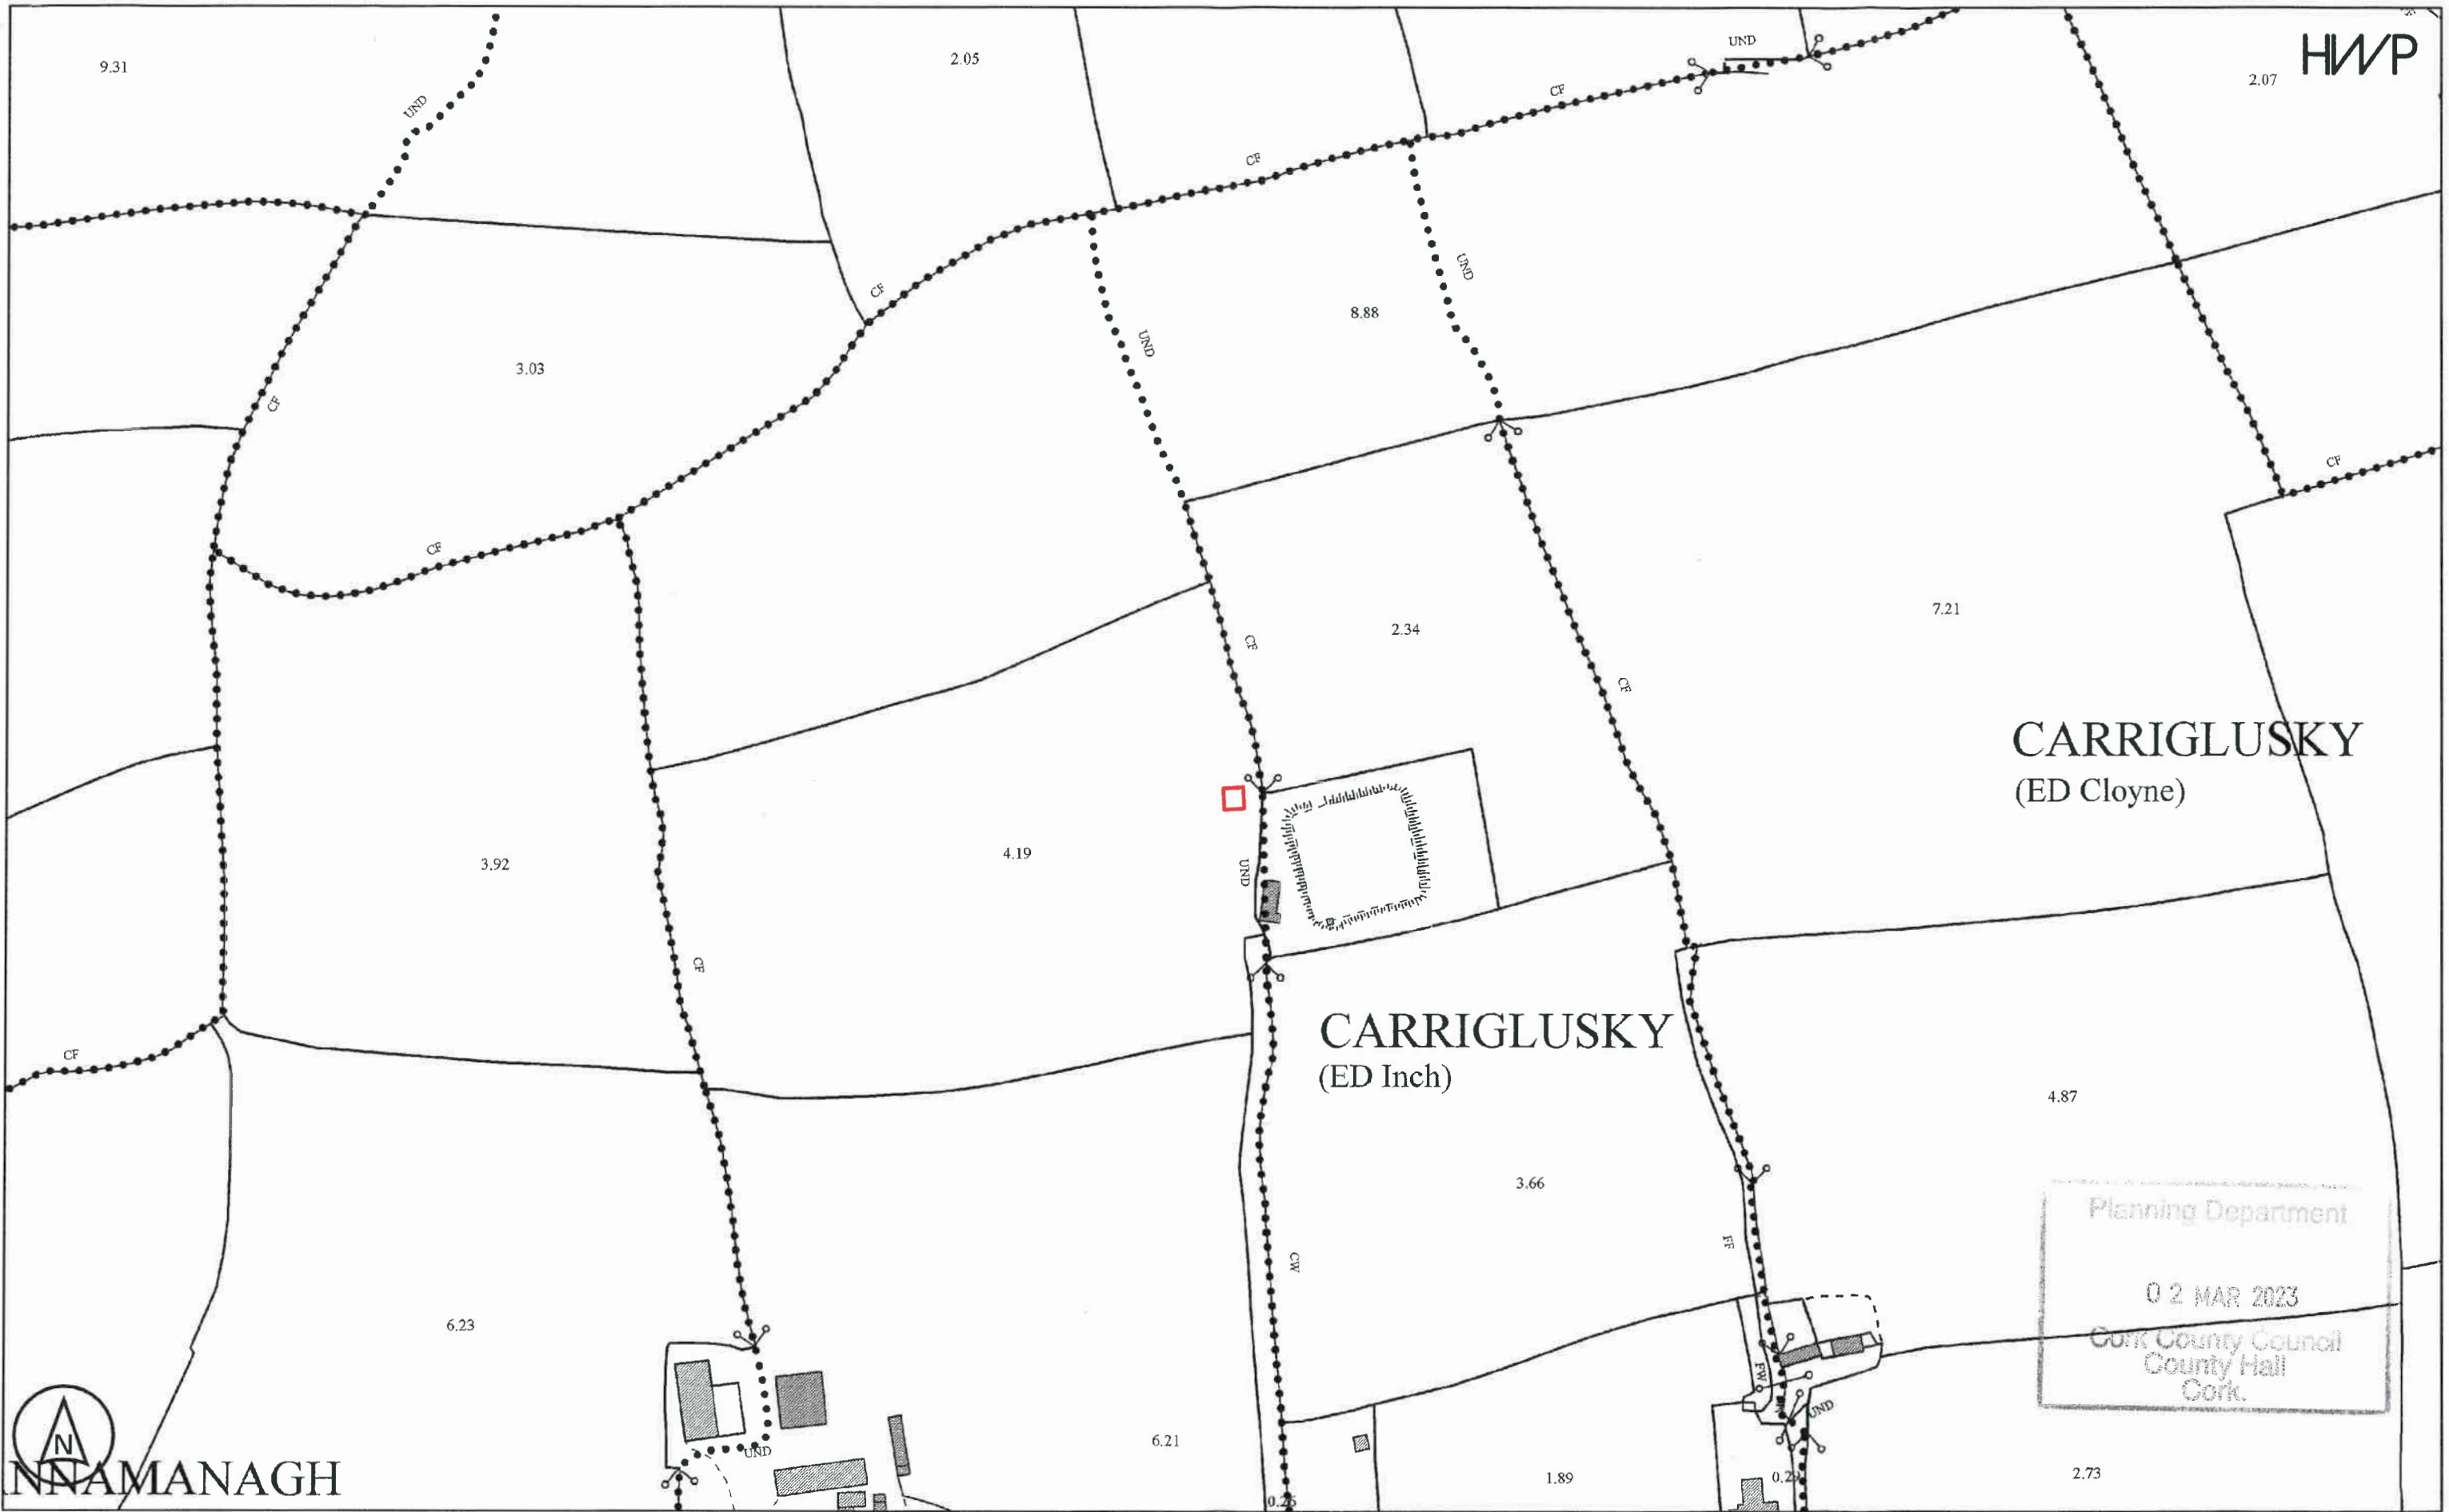 HWP
UND
9.31
2.05
2.07
UND
CF
CF
UND
8.88
CF
UND
3.03
CF
CF
CF
7.21
2.34
CF
CF
CARRIGLUSKY
(ED Cloyne)
3.92
4.19
UND
CF
CARRIGLUSKY
(ED Inch)
CF
4.87
3.66
Planning Department
02 MAR 2023
Cork County Council
County Hall
Cork.
FF
CW
6.23
FW
UND
N
NNAMANAGH
UND
6.21
1.89
2.73